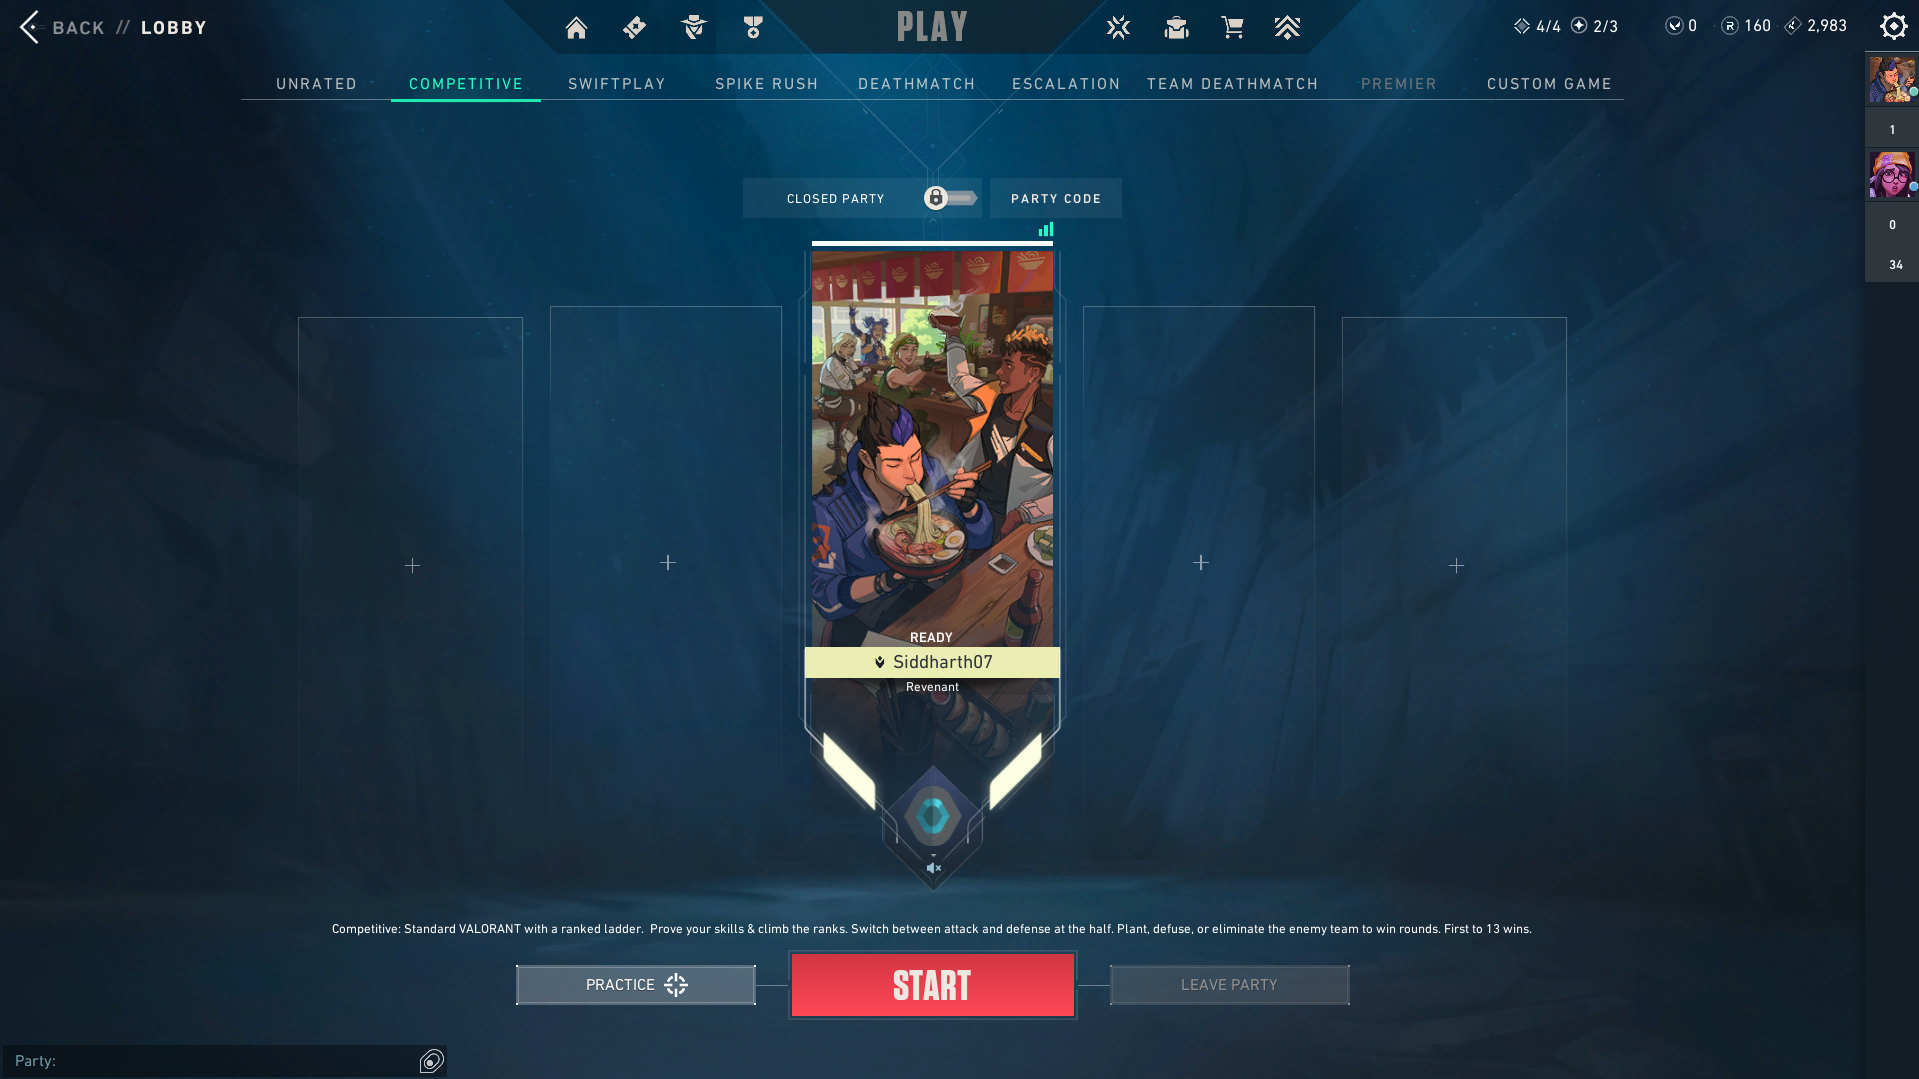 BACK // LOBBY
PLAY
4/4 2/3 0 160 2,983
UNRATED COMPETITIVE SWIFTPLAY SPIKE RUSH DEATHMATCH ESCALATION TEAM DEATHMATCH PREMIER CUSTOM GAME
1
CLOSED PARTY PARTY CODE
0
34
READY
Siddharth07
Revenant
Competitive: Standard VALORANT with a ranked ladder. Prove your skills & climb the ranks. Switch between attack and defense at the half. Plant, defuse, or eliminate the enemy team to win rounds. First to 13 wins.
PRACTICE START LEAVE PARTY
Party: